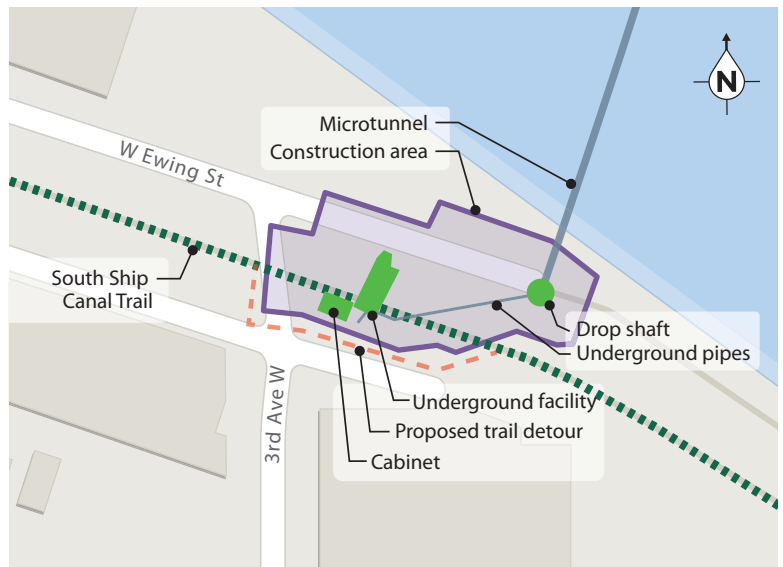 N
Microtunnel
Construction area
W Ewing St
South Ship
Canal Trail
Drop shaft
Underground pipes
3rd Ave W
Underground facility
Proposed trail detour
Cabinet